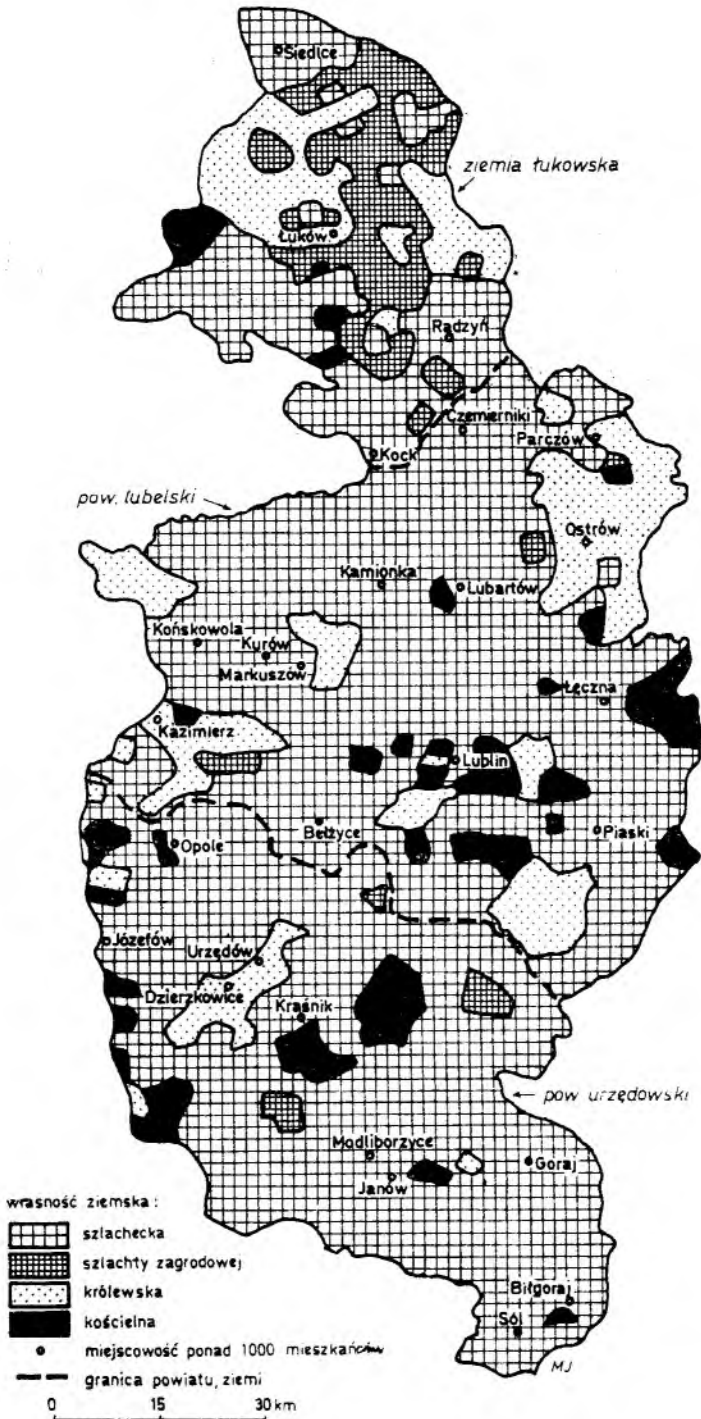 Siedlce
ziemia łukowska
Łuków
Radzyń
Czemierniki
Parczów
Kock
pow. lubelski
Ostrów
Kamionka
Lubartów
Końskowola
Kurów
Markuszów
Łęczna
Kazimierz
Lublin
Bełżyce
Piaski
Opole
Józefów
Urzędów
Dzierzkowice
Kraśnik
pow. urzędowski
Modliborzyce
Goraj
Janów
własność ziemska:
szlachecka
szlachty zagrodowej
królewska
kościelna
miejscowość ponad 1000 mieszkańców
granica powiatu, ziemi
Biłgoraj
Sól
MJ
0 15 30 km